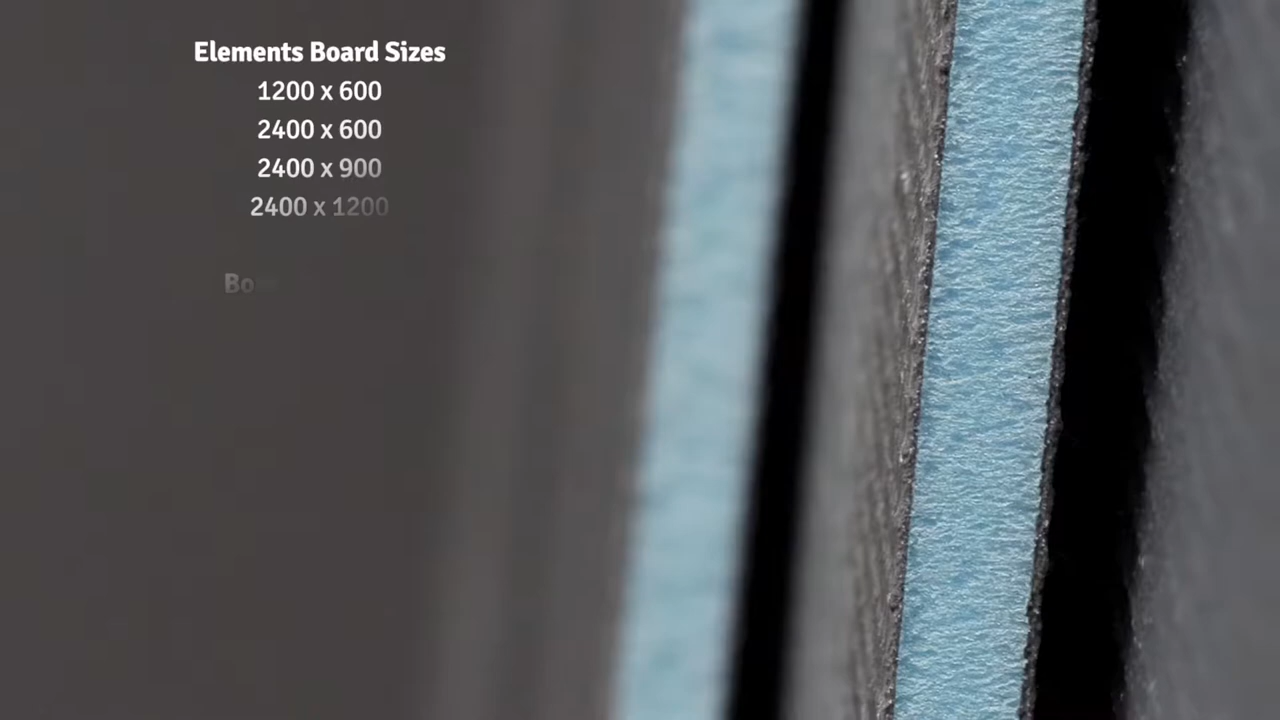 Elements Board Sizes
1200 x 600
2400 x 600
2400 x 900
2400 x 1200